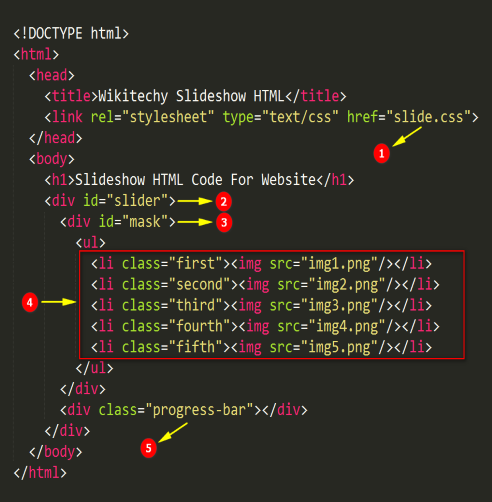 <!DOCTYPE html>
<html>
<head>
<title>Wikitechy Slideshow HTML</title>
<link rel="stylesheet" type="text/css" href="slide.css">
1
</head>
<body>
<h1>Slideshow HTML Code For Website</h1>
<div id="slider"> 2
<div id="mask"> 3
<ul>
<li class="first"><img src="img1.png"/></li>
<li class="second"><img src="img2.png"/></li>
4 <li class="third"><img src="img3.png"/></li>
<li class="fourth"><img src="img4.png"/></li>
<li class="fifth"><img src="img5.png"/></li>
</ul>
</div>
<div class="progress-bar"></div>
</div>
5
</body>
</html>